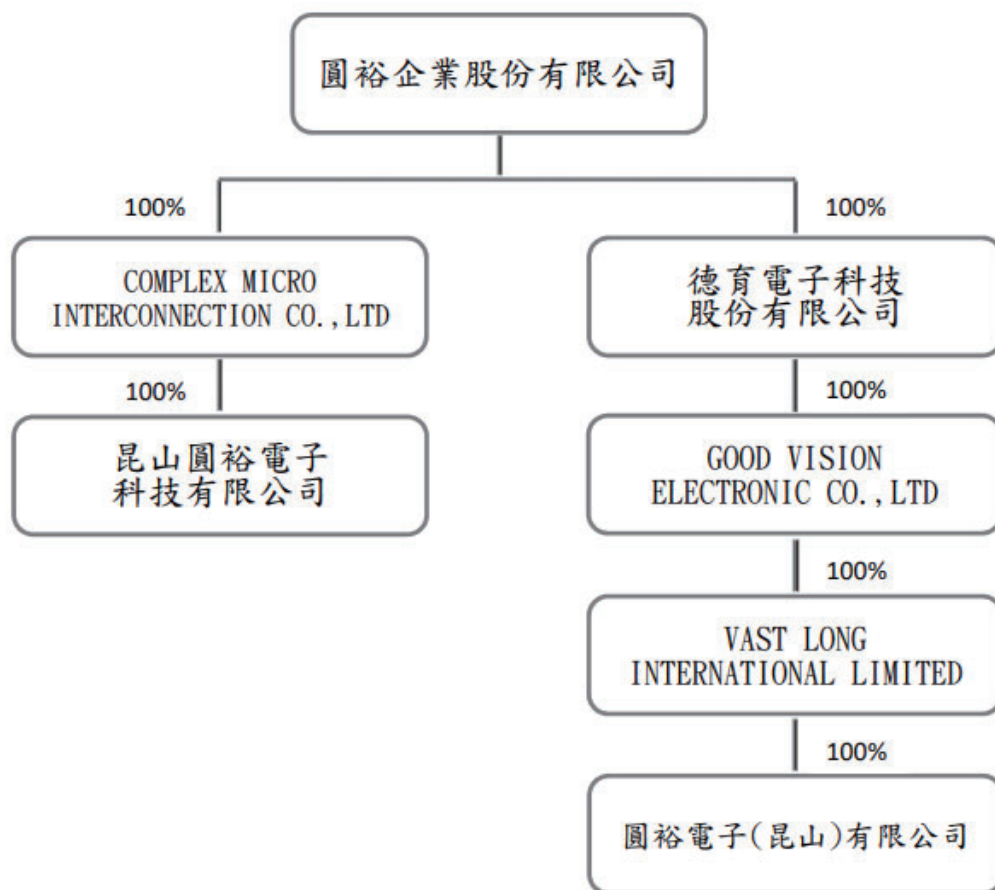 圓裕企業股份有限公司
100%
100%
COMPLEX MICRO
INTERCONNECTION CO.,LTD
德育電子科技
股份有限公司
100%
100%
昆山圓裕電子
科技有限公司
GOOD VISION
ELECTRONIC CO.,LTD
100%
VAST LONG
INTERNATIONAL LIMITED
100%
圓裕電子(昆山)有限公司